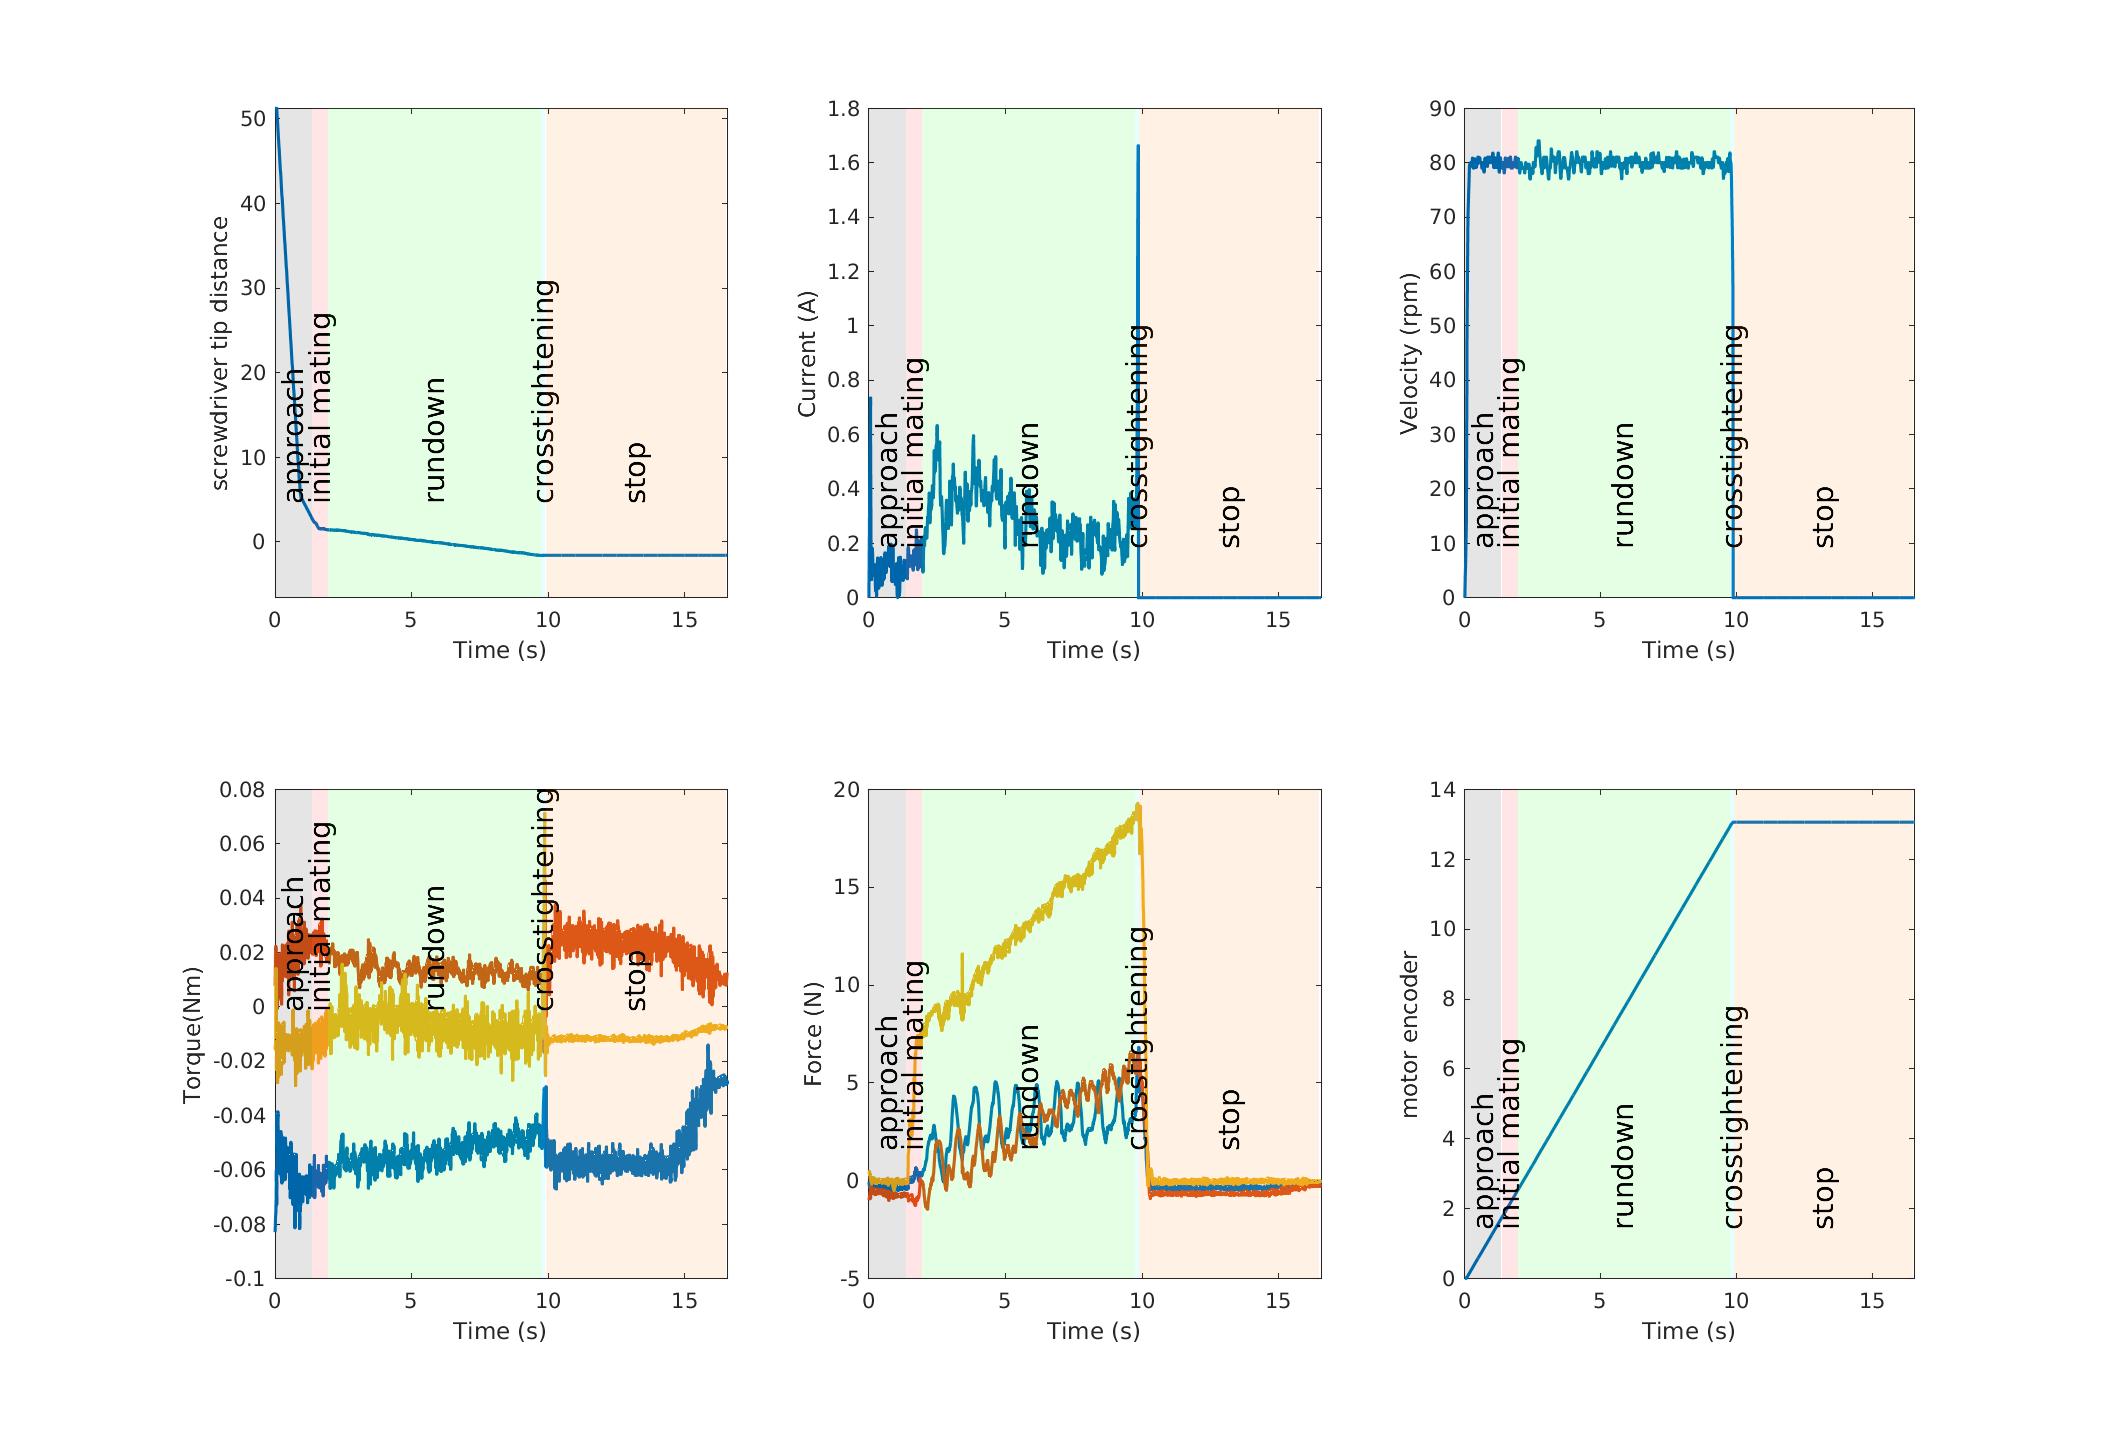 50
40
30
20
10
0
screwdriver tip distance
approach
initial mating
rundown
crosstightening
stop
0 5 10 15
Time (s)
1.8
1.6
1.4
1.2
1
0.8
0.6
0.4
0.2
0
Current (A)
approach
initial mating
rundown
crosstightening
stop
0 5 10 15
Time (s)
90
80
70
60
50
40
30
20
10
0
Velocity (rpm)
approach
initial mating
rundown
crosstightening
stop
0 5 10 15
Time (s)
0.08
0.06
0.04
0.02
0
-0.02
-0.04
-0.06
-0.08
-0.1
Torque(Nm)
approach
initial mating
rundown
crosstightening
stop
0 5 10 15
Time (s)
20
15
10
5
0
-5
Force (N)
approach
initial mating
rundown
crosstightening
stop
0 5 10 15
Time (s)
14
12
10
8
6
4
2
0
motor encoder
approach
initial mating
rundown
crosstightening
stop
0 5 10 15
Time (s)